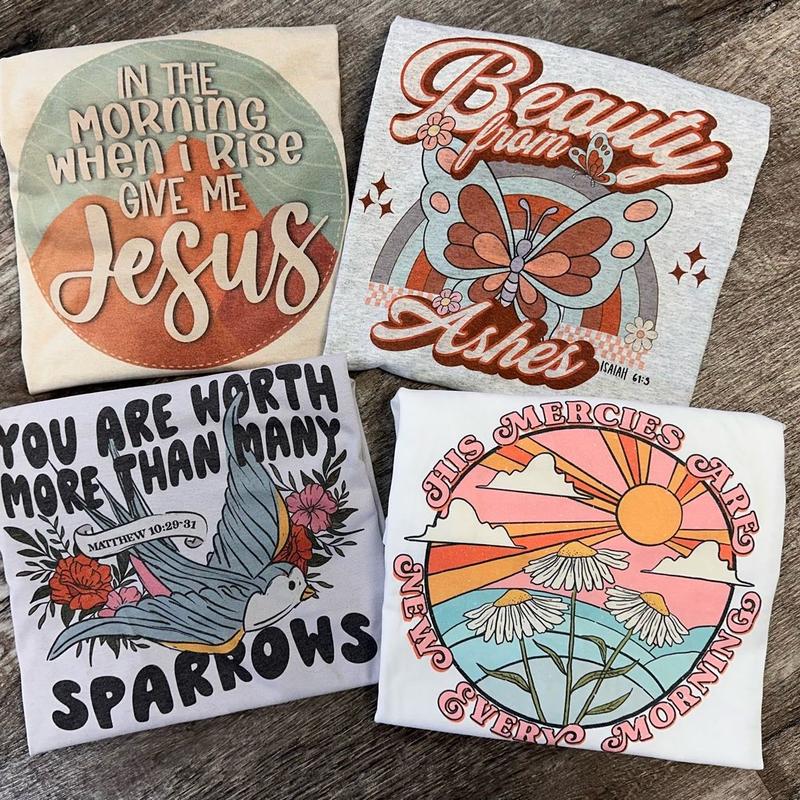 IN THE
MORNING
WHEN i RISE
GIVE ME
Jesus
Beauty
from
Ashes
ISAIAH 61:3
YOU ARE WORTH
MORE THAN MANY
MATTHEW 10:29-31
SPARROWS
HIS MERCIES ARE
NEW EVERY MORNING